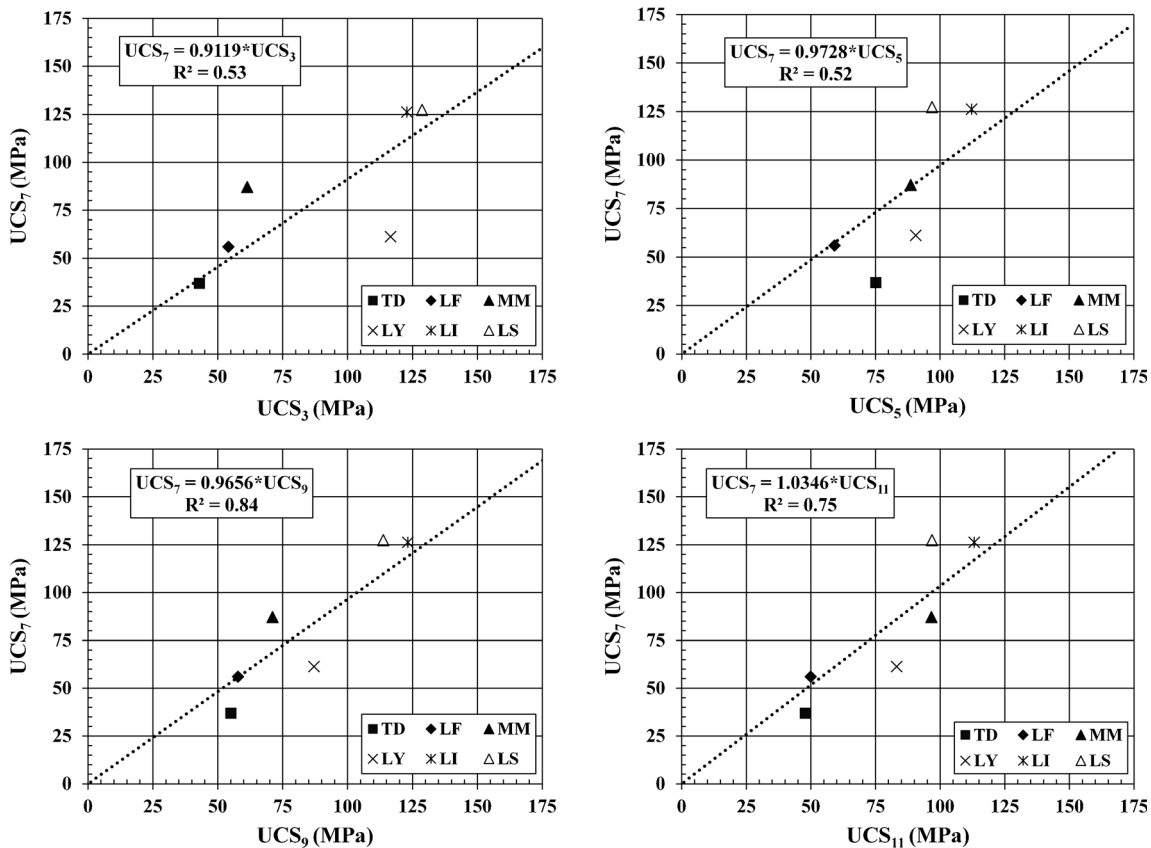 UCS₇ = 0.9119*UCS₃
R² = 0.53
UCS₇ (MPa)
175
150
125
100
75
50
25
0
■ TD ◆ LF ▲ MM
× LY ж LI △ LS
0 25 50 75 100 125 150 175
UCS₃ (MPa)
UCS₇ = 0.9728*UCS₅
R² = 0.52
UCS₇ (MPa)
175
150
125
100
75
50
25
0
■ TD ◆ LF ▲ MM
× LY ж LI △ LS
0 25 50 75 100 125 150 175
UCS₅ (MPa)
UCS₇ = 0.9656*UCS₉
R² = 0.84
UCS₇ (MPa)
175
150
125
100
75
50
25
0
■ TD ◆ LF ▲ MM
× LY ж LI △ LS
0 25 50 75 100 125 150 175
UCS₉ (MPa)
UCS₇ = 1.0346*UCS₁₁
R² = 0.75
UCS₇ (MPa)
175
150
125
100
75
50
25
0
■ TD ◆ LF ▲ MM
× LY ж LI △ LS
0 25 50 75 100 125 150 175
UCS₁₁ (MPa)